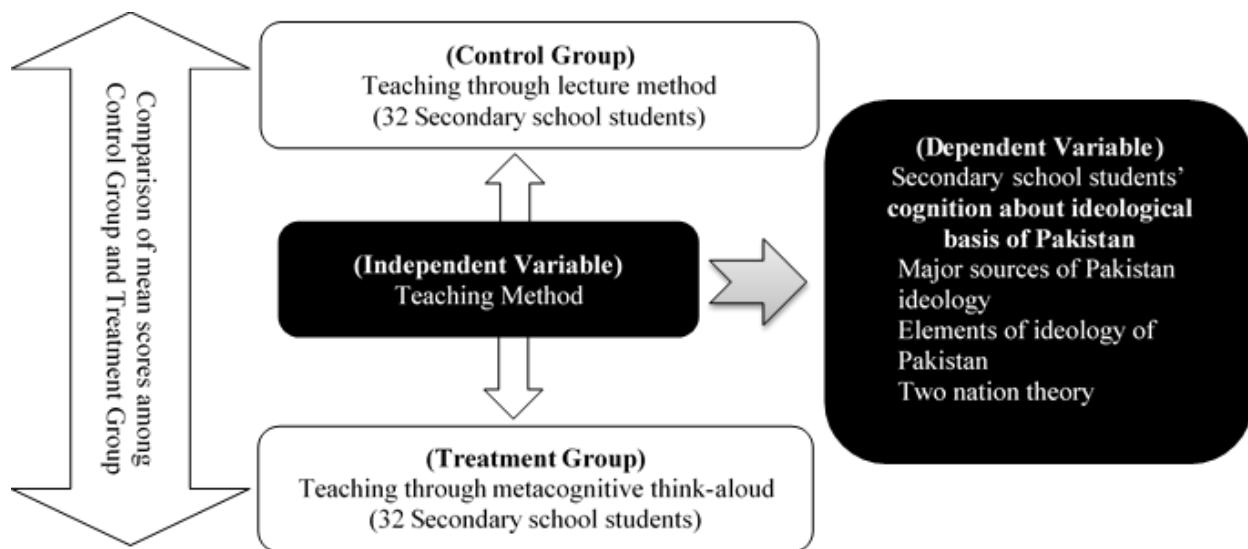 Comparison of mean scores among
Control Group and Treatment Group
(Control Group)
Teaching through lecture method
(32 Secondary school students)
(Independent Variable)
Teaching Method
(Treatment Group)
Teaching through metacognitive think-aloud
(32 Secondary school students)
(Dependent Variable)
Secondary school students’
cognition about ideological
basis of Pakistan
Major sources of Pakistan
ideology
Elements of ideology of
Pakistan
Two nation theory